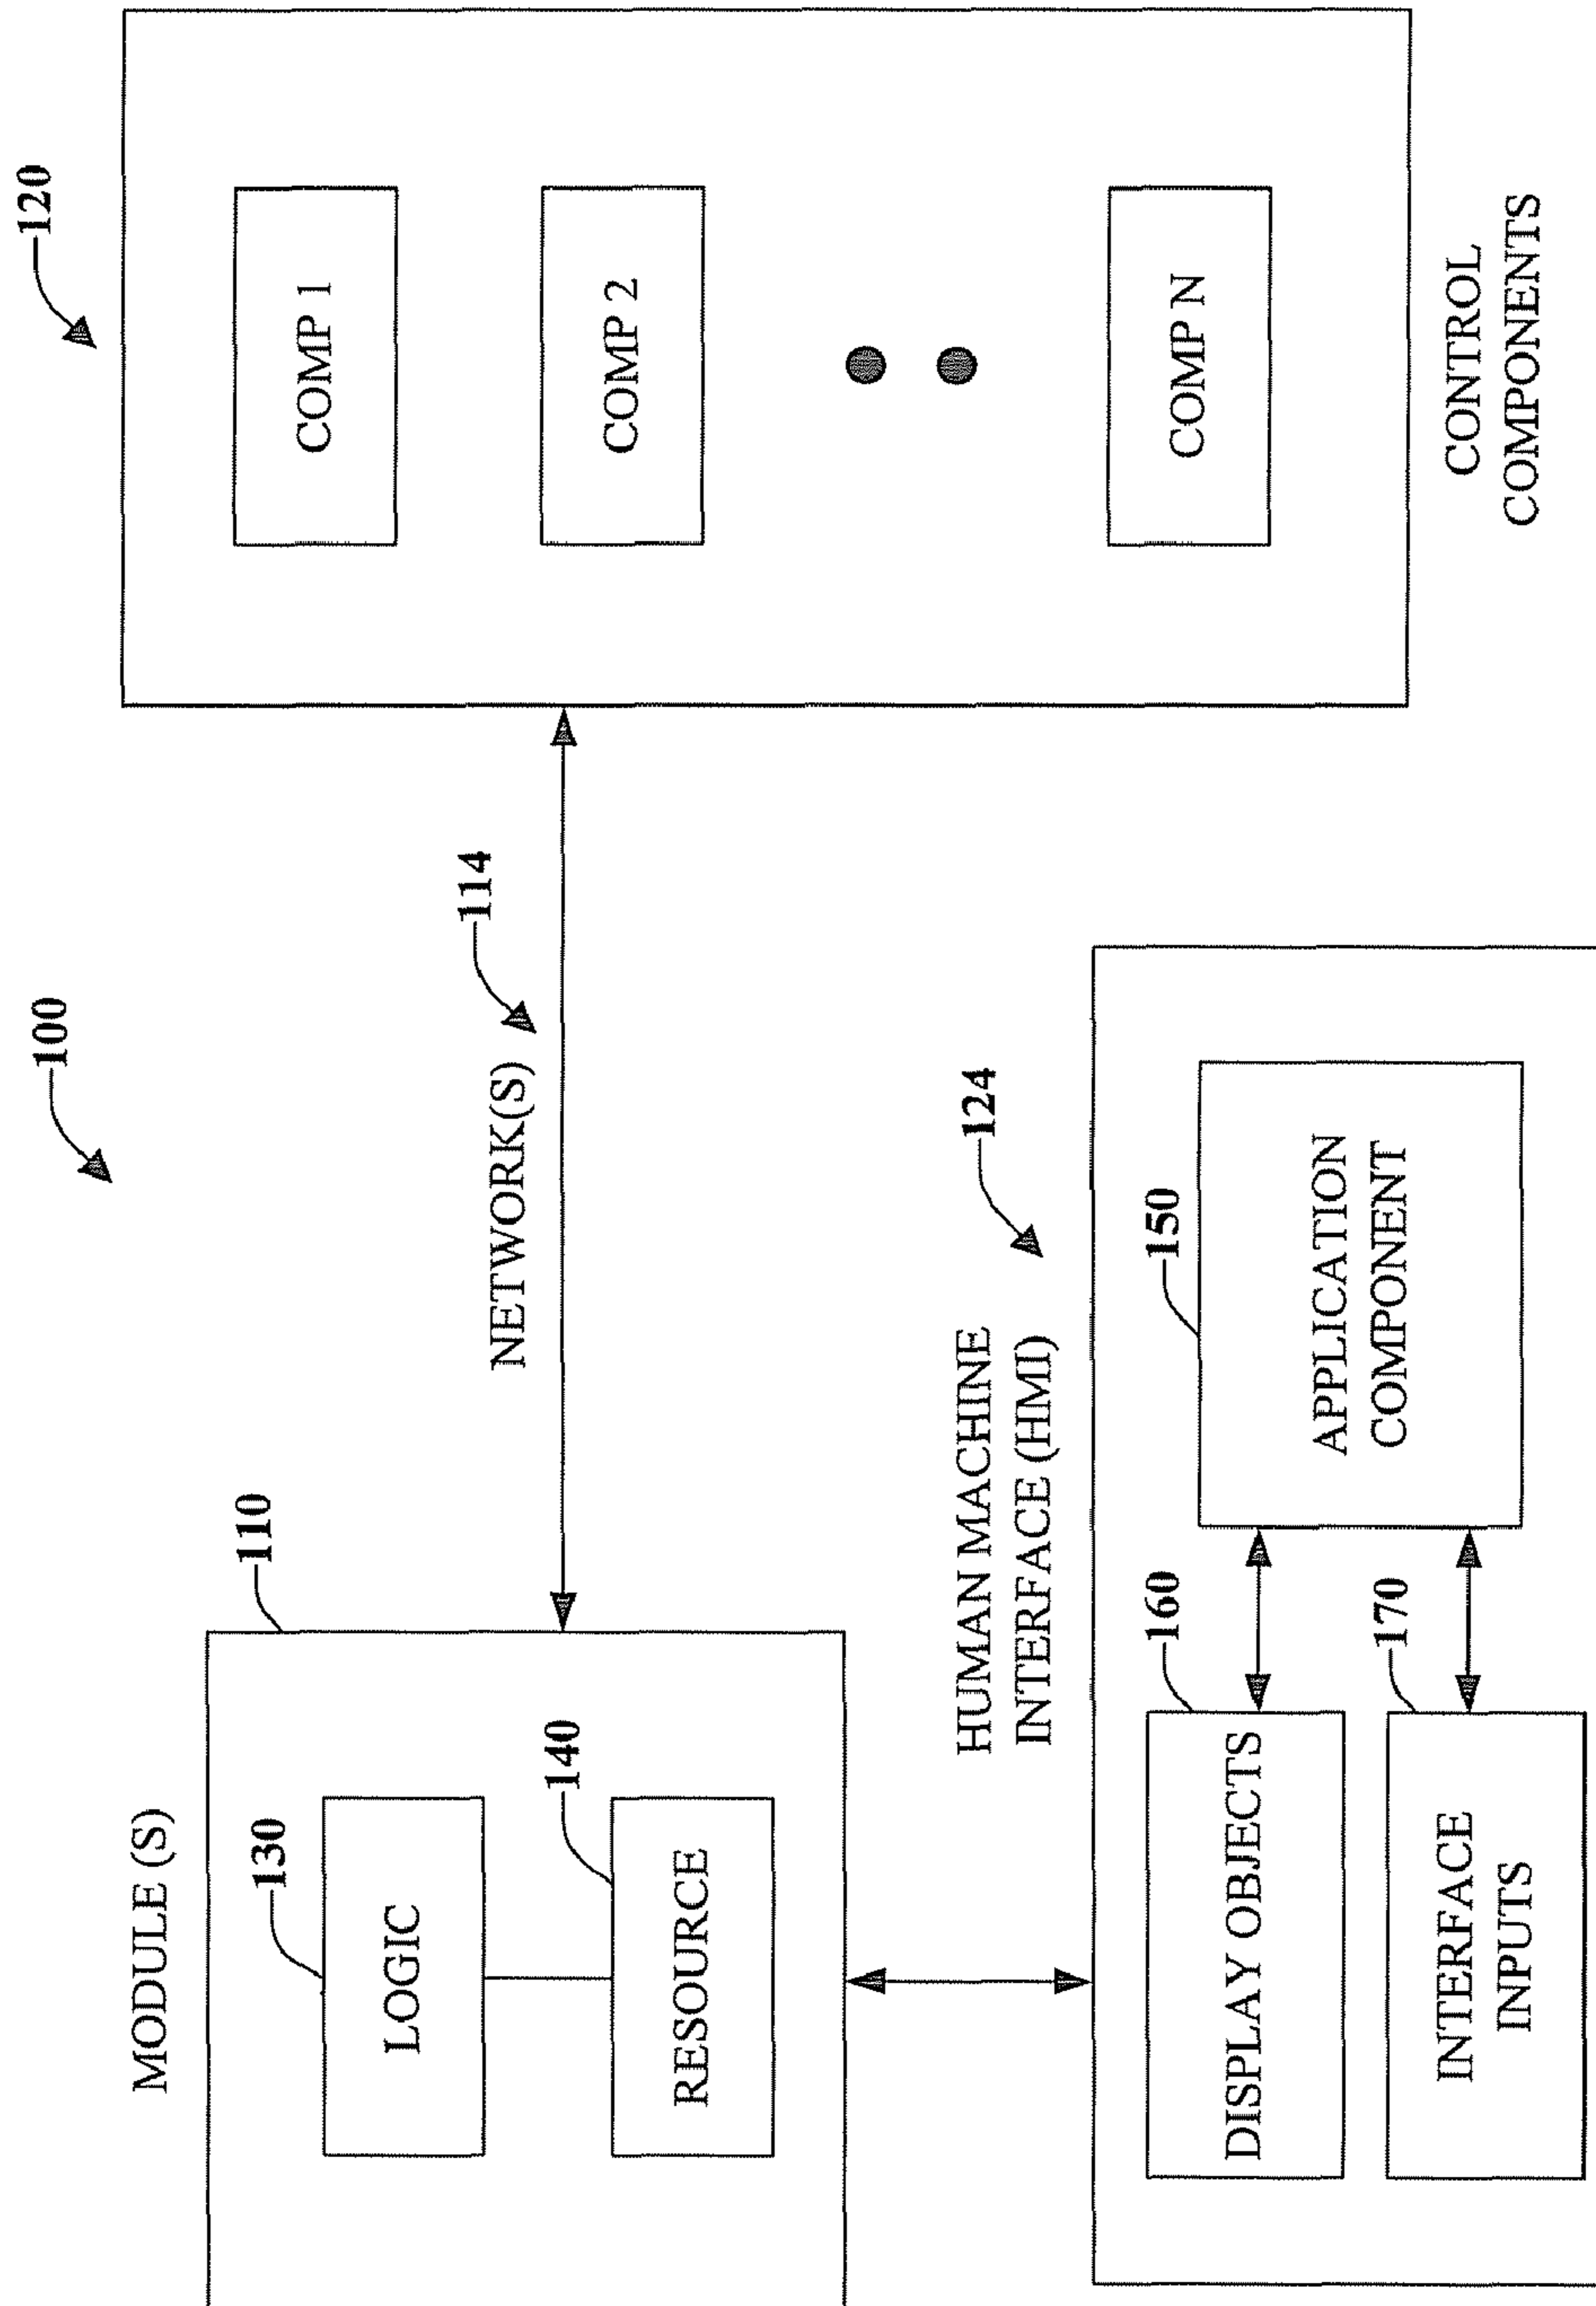 100
120
MODULE (S)
110
130
LOGIC
140
RESOURCE
NETWORK(S)
114
COMP 1
COMP 2
COMP N
CONTROL
COMPONENTS
HUMAN MACHINE
INTERFACE (HMI)
124
160
DISPLAY OBJECTS
170
INTERFACE
INPUTS
150
APPLICATION
COMPONENT